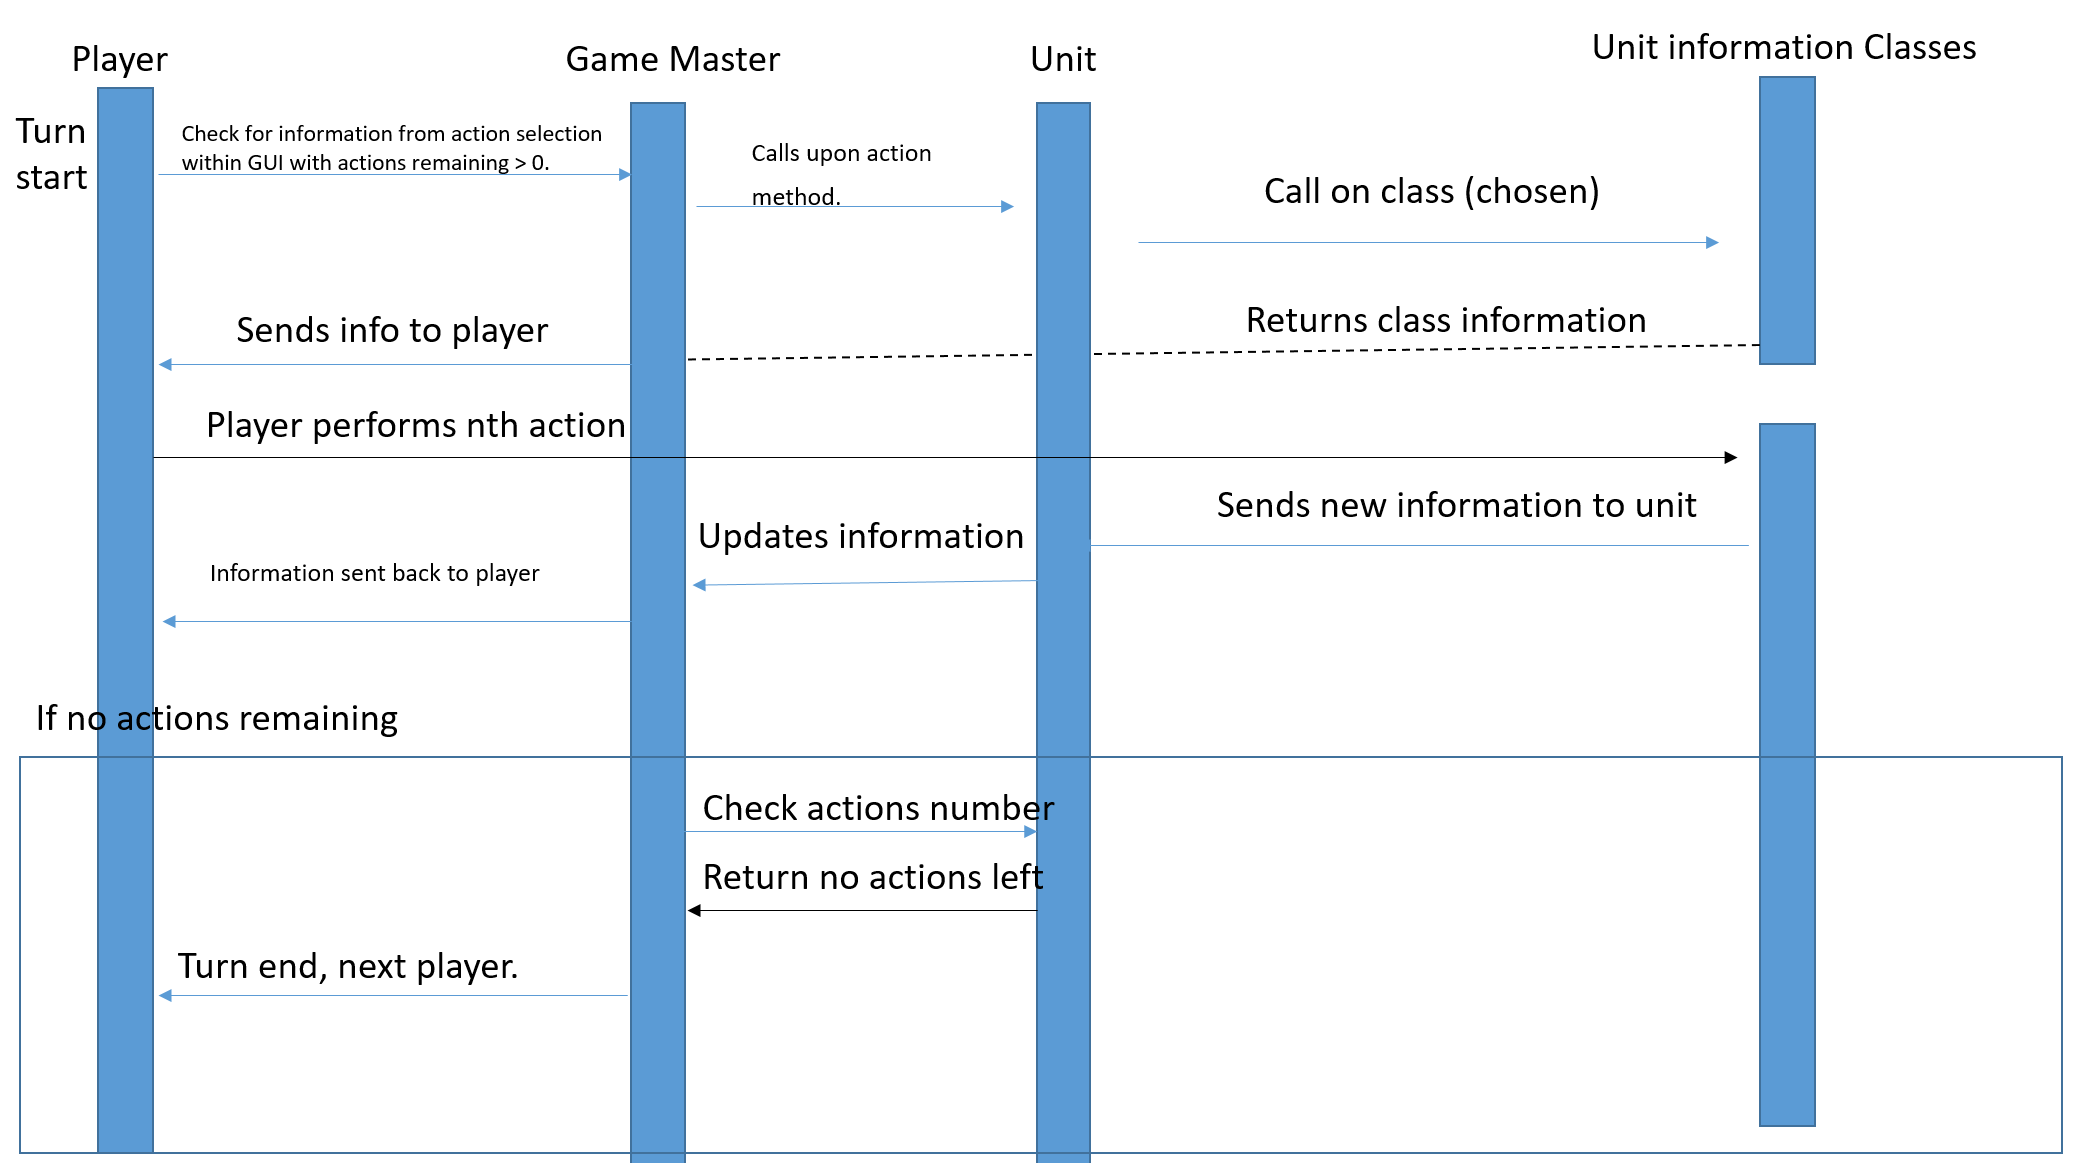 Player
Game Master
Unit
Unit information Classes
Turn
start
Check for information from action selection
within GUI with actions remaining > 0.
Calls upon action
method.
Call on class (chosen)
Sends info to player
Returns class information
Player performs nth action
Sends new information to unit
Updates information
Information sent back to player
If no actions remaining
Check actions number
Return no actions left
Turn end, next player.